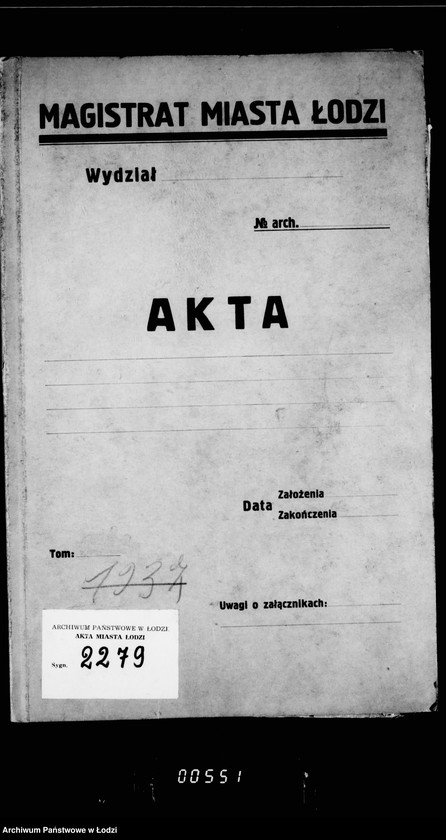 MAGISTRAT MIASTA ŁODZI
Wydział
№ arch.
AKTA
Data
Założenia
Zakończenia
Tom:
1937
Uwagi o załącznikach:
ARCHIWUM PAŃSTWOWE W ŁODZI
AKTA MIASTA ŁODZI
Sygn. 2279
00551
Archiwum Państwowe w Łodzi